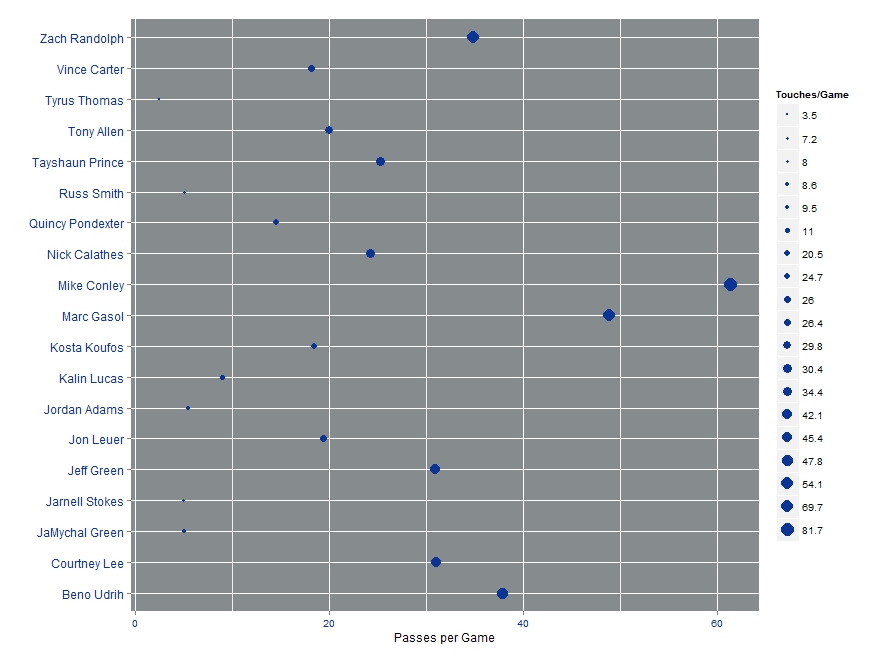 Zach Randolph
Vince Carter
Tyrus Thomas
Tony Allen
Tayshaun Prince
Russ Smith
Quincy Pondexter
Nick Calathes
Mike Conley
Marc Gasol
Kosta Koufos
Kalin Lucas
Jordan Adams
Jon Leuer
Jeff Green
Jarnell Stokes
JaMychal Green
Courtney Lee
Beno Udrih
0 20 40 60
Passes per Game
Touches/Game
3.5
7.2
8
8.6
9.5
11
20.5
24.7
26
26.4
29.8
30.4
34.4
42.1
45.4
47.8
54.1
69.7
81.7